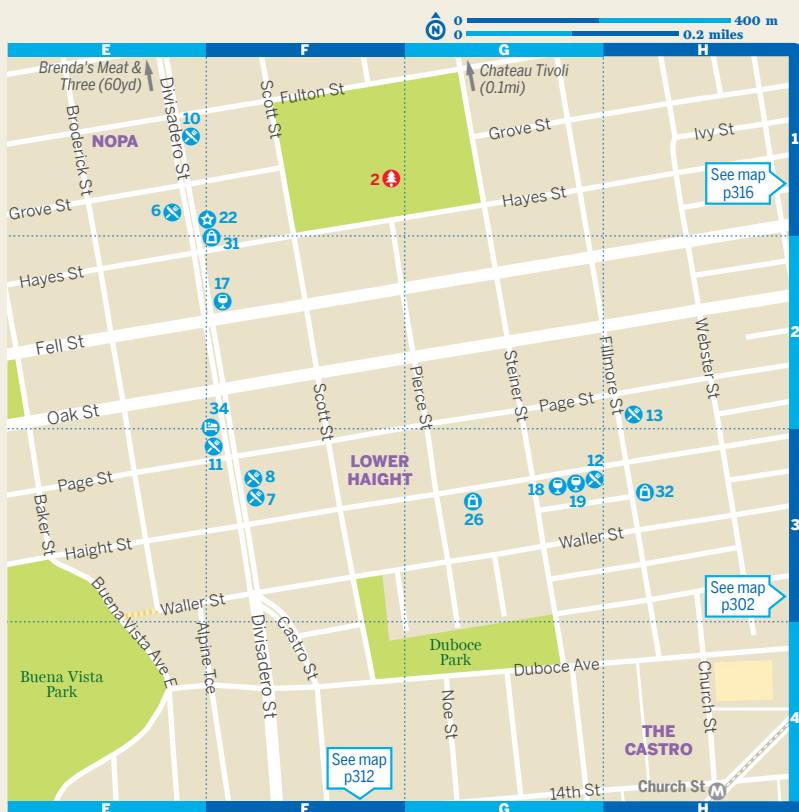 N
0
400 m
0
0.2 miles
E
F
G
H
Brenda's Meat &
Three (60yd)
Chateau Tivoli
(0.1mi)
Divisadero St
Scott St
Fulton St
10
Broderick St
NOPA
Grove St
Ivy St
1
2
See map
p316
Hayes St
Grove St
6
22
31
Hayes St
17
2
Fell St
Webster St
Fillmore St
Steiner St
Pierce St
Scott St
Page St
Oak St
34
13
11
LOWER
HAIGHT
12
Page St
8
7
18
19
32
26
3
Baker St
Haight St
Waller St
Buena Vista Ave E
Waller St
See map
p302
Alpine Tce
Divisadero St
Castro St
Duboce
Park
Duboce Ave
Buena Vista
Park
Noe St
Church St
4
THE
CASTRO
See map
p312
14th St
Church St
M
E
F
G
H